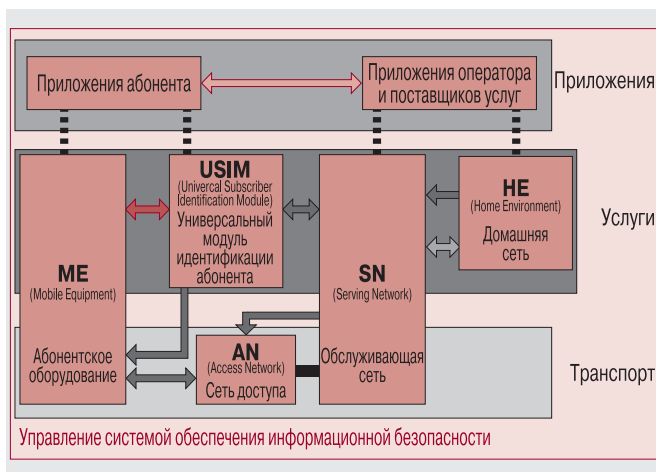 Приложения абонента
Приложения оператора
и поставщиков услуг
Приложения
USIM
(Univercal Subscriber
Identification Module)
Универсальный
модуль
идентификации
абонента
HE
(Home Environment)
Домашняя
сеть
Услуги
ME
(Mobile Equipment)
SN
(Serving Network)
Абонентское
оборудование
AN
(Access Network)
Сеть доступа
Обслуживающая
сеть
Транспорт
Управление системой обеспечения информационной безопасности